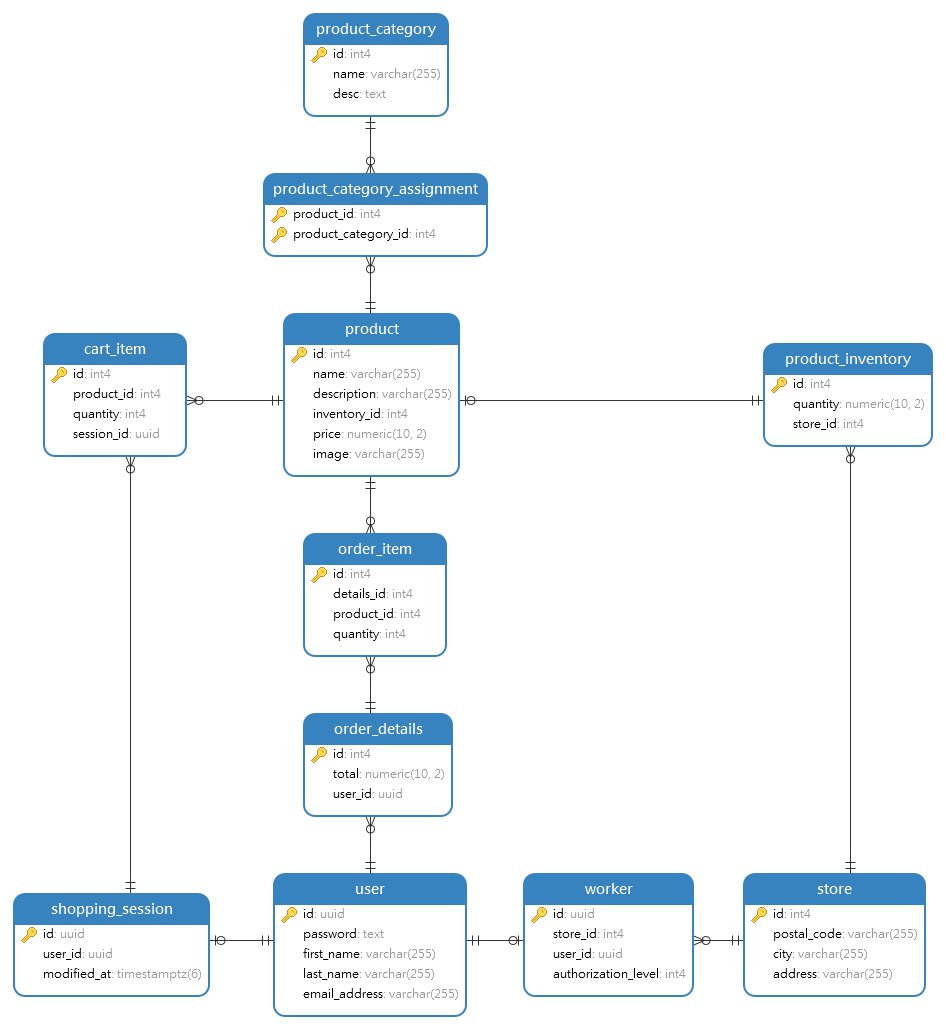 product_category
id: int4
name: varchar(255)
desc: text
product_category_assignment
product_id: int4
product_category_id: int4
product
id: int4
name: varchar(255)
description: varchar(255)
inventory_id: int4
price: numeric(10, 2)
image: varchar(255)
cart_item
id: int4
product_id: int4
quantity: int4
session_id: uuid
product_inventory
id: int4
quantity: numeric(10, 2)
store_id: int4
order_item
id: int4
details_id: int4
product_id: int4
quantity: int4
order_details
id: int4
total: numeric(10, 2)
user_id: uuid
shopping_session
id: uuid
user_id: uuid
modified_at: timestamptz(6)
user
id: uuid
password: text
first_name: varchar(255)
last_name: varchar(255)
email_address: varchar(255)
worker
id: uuid
store_id: int4
user_id: uuid
authorization_level: int4
store
id: int4
postal_code: varchar(255)
city: varchar(255)
address: varchar(255)